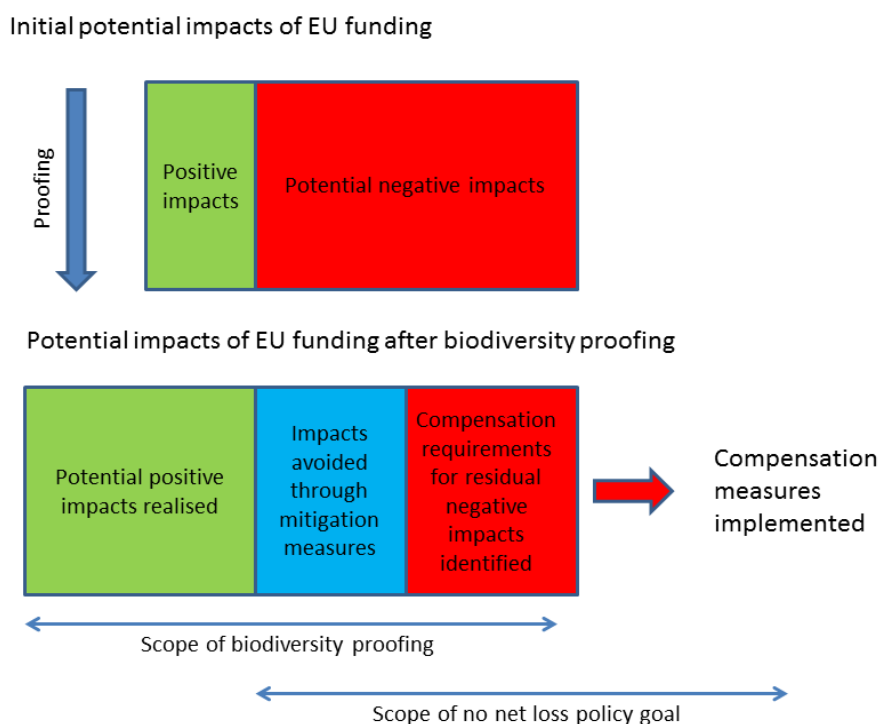 Initial potential impacts of EU funding
Proofing
Positive
impacts
Potential negative impacts
Potential impacts of EU funding after biodiversity proofing
Potential positive
impacts realised
Impacts
avoided
through
mitigation
measures
Compensation
requirements
for residual
negative
impacts
identified
Compensation
measures
implemented
Scope of biodiversity proofing
Scope of no net loss policy goal